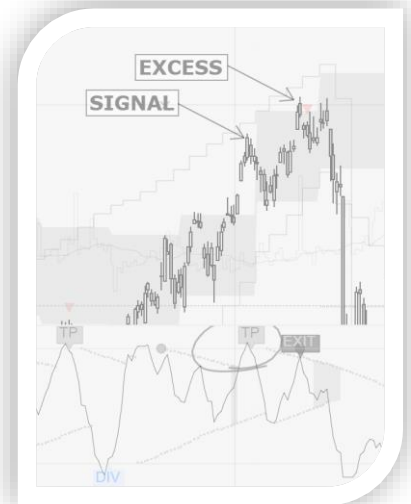 EXCESS
SIGNAL
TP
TP
EXIT
DIV